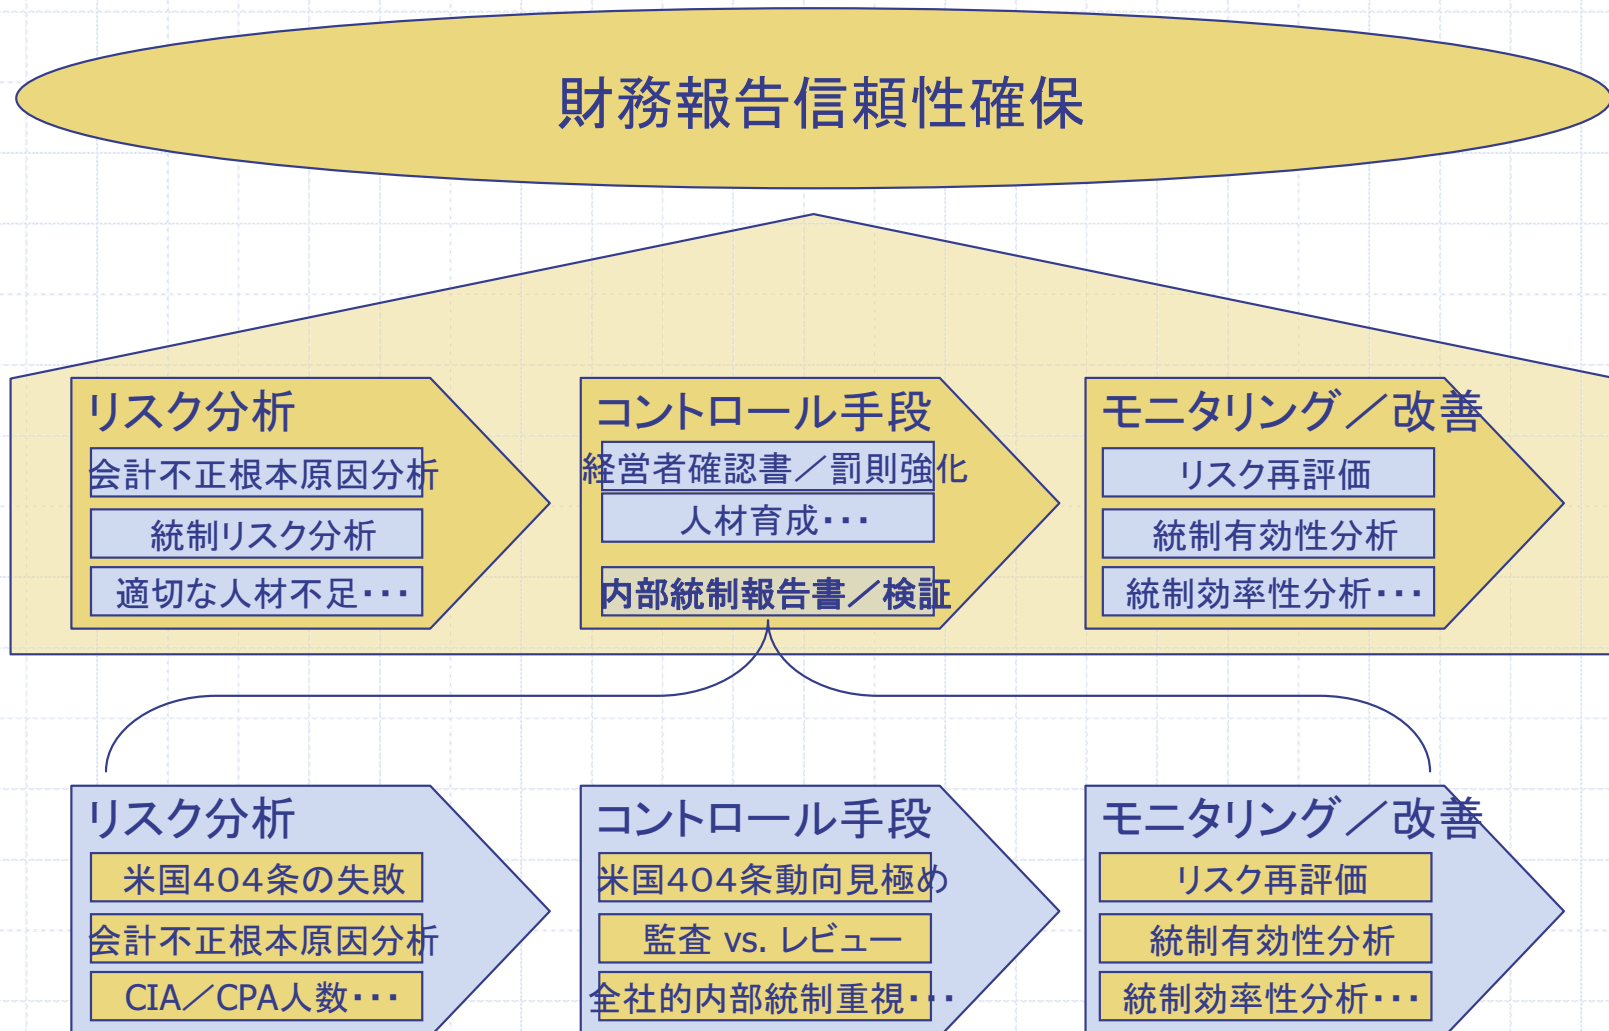 財務報告信頼性確保
リスク分析
会計不正根本原因分析
統制リスク分析
適切な人材不足・・・
コントロール手段
経営者確認書／罰則強化
人材育成・・・
内部統制報告書／検証
モニタリング／改善
リスク再評価
統制有効性分析
統制効率性分析・・・
リスク分析
米国４０４条の失敗
会計不正根本原因分析
CIA／CPA人数・・・
コントロール手段
米国４０４条動向見極め
監査 vs. レビュー
全社的内部統制重視・・・
モニタリング／改善
リスク再評価
統制有効性分析
統制効率性分析・・・